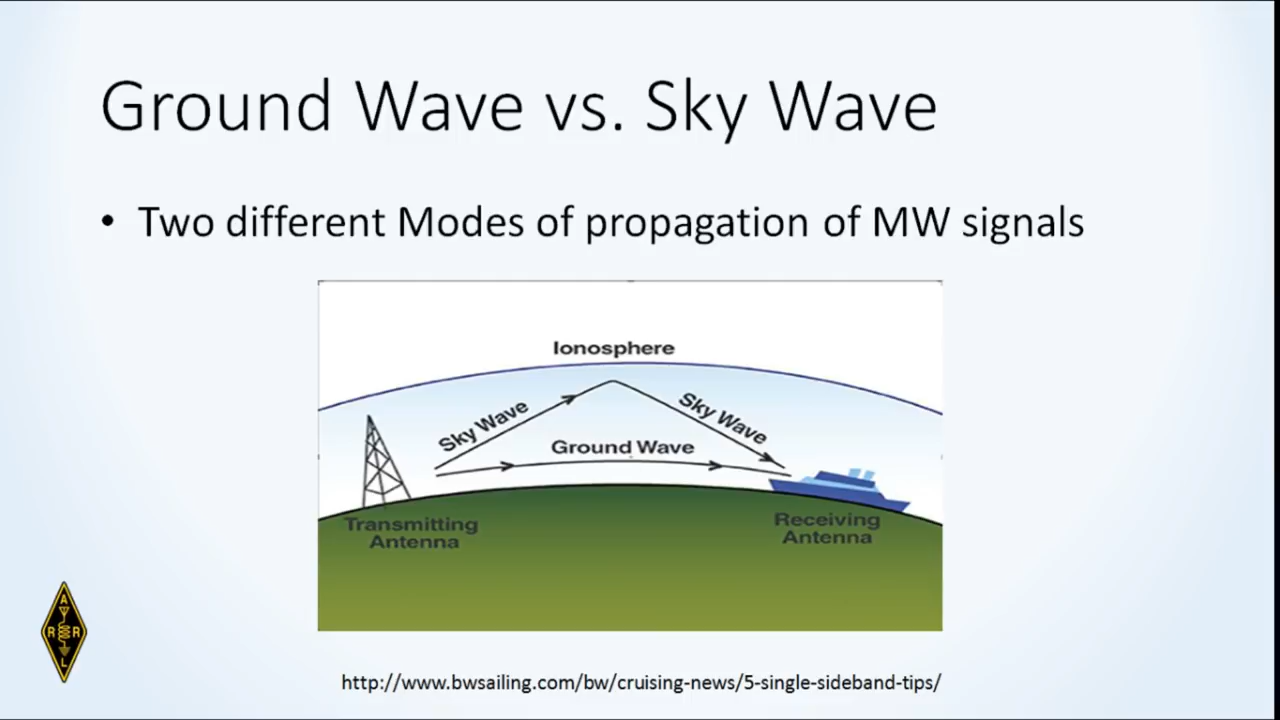 Ground Wave vs. Sky Wave
• Two different Modes of propagation of MW signals
Ionosphere
Sky Wave
Sky Wave
Ground Wave
Transmitting
Antenna
Receiving
Antenna
A
R R
L
http://www.bwsailing.com/bw/cruising-news/5-single-sideband-tips/